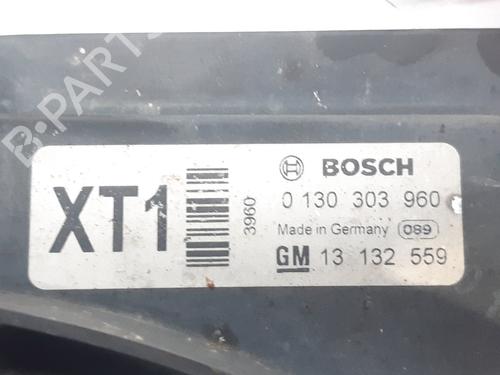 B-PARTS
XT1
3960
BOSCH
0 130 303 960
Made in Germany 089
GM 13 132 559